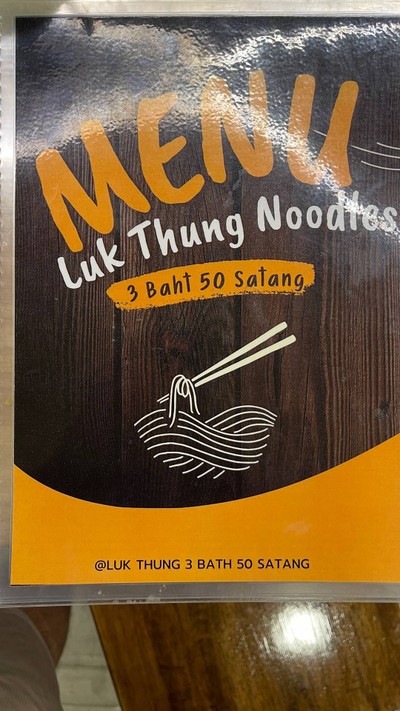 MENU
Luk Thung Noodles
3 Baht 50 Satang
@LUK THUNG 3 BATH 50 SATANG